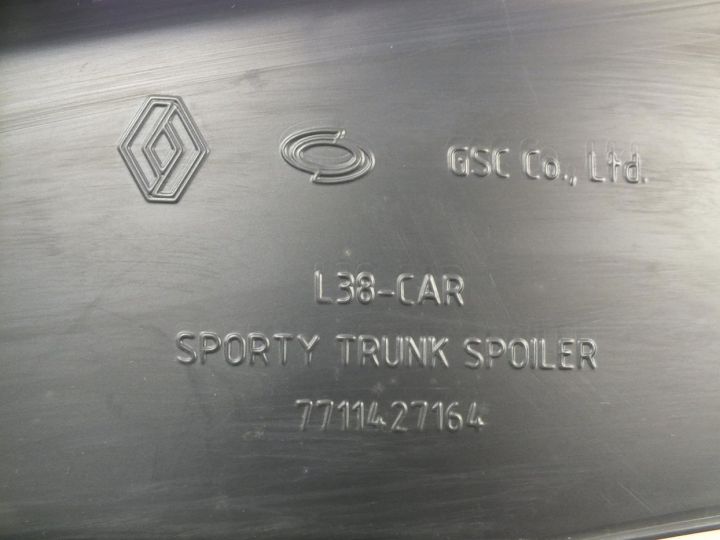 GSC Co., Ltd.
L38-CAR
SPORTY TRUNK SPOILER
7711427164